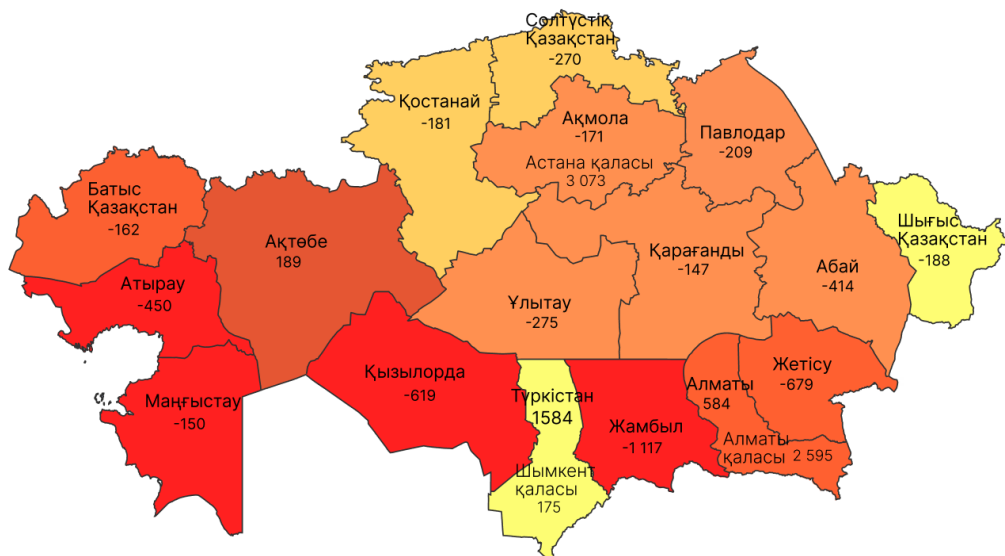 Солтүстік
Қазақстан
-270
Қостанай
-181
Ақмола
-171
Астана қаласы
3 073
Павлодар
-209
Батыс
Қазақстан
-162
Ақтөбе
189
Атырау
-450
Маңғыстау
-150
Қызылорда
-619
Ұлытау
-275
Қарағанды
-147
Абай
-414
Шығыс
Қазақстан
-188
Түркістан
1584
Шымкент
қаласы
175
Жамбыл
-1 117
Алматы
584
Жетісу
-679
Алматы
қаласы 2 595